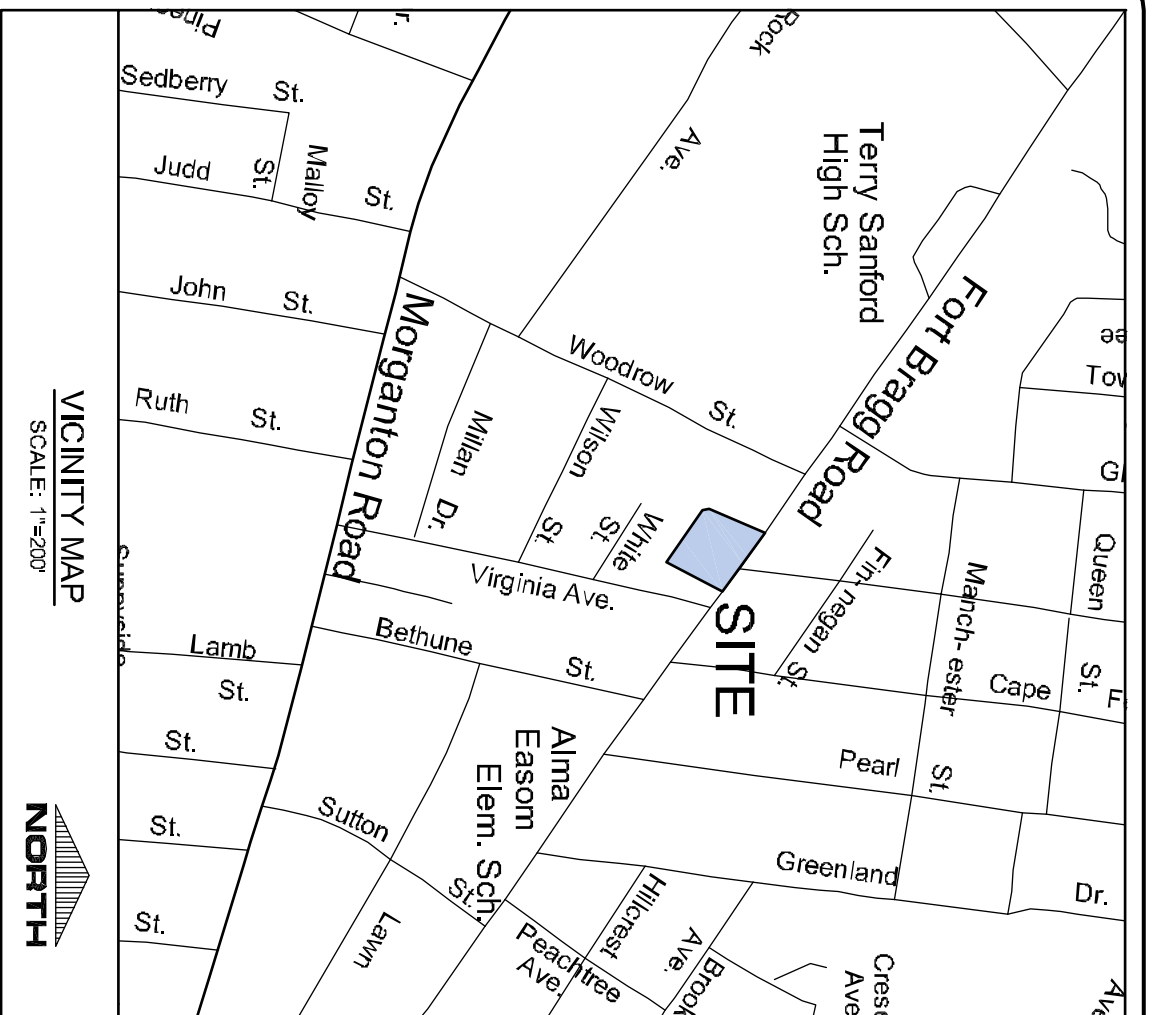 Sedberry St.
Malloy St.
Judd St.
John St.
Ruth St.
Rock
Ave.
Terry Sanford
High Sch.
Fort Bragg Road
Morganton Road
Woodrow St.
Millan Dr.
Wilson St.
White St.
Virginia Ave.
Bethune St.
SITE
Fin- negan St.
Manch- ester St.
Queen St.
Cape
Pearl
Greenland Dr.
Alma
Easom
Elem. Sch.
Lamb
St.
St.
St.
St.
Sutton St.
Lawn
Hillcrest Ave.
Peachtree
Ave.
Brook
Ave
VICINITY MAP
SCALE: 1"=200'
NORTH